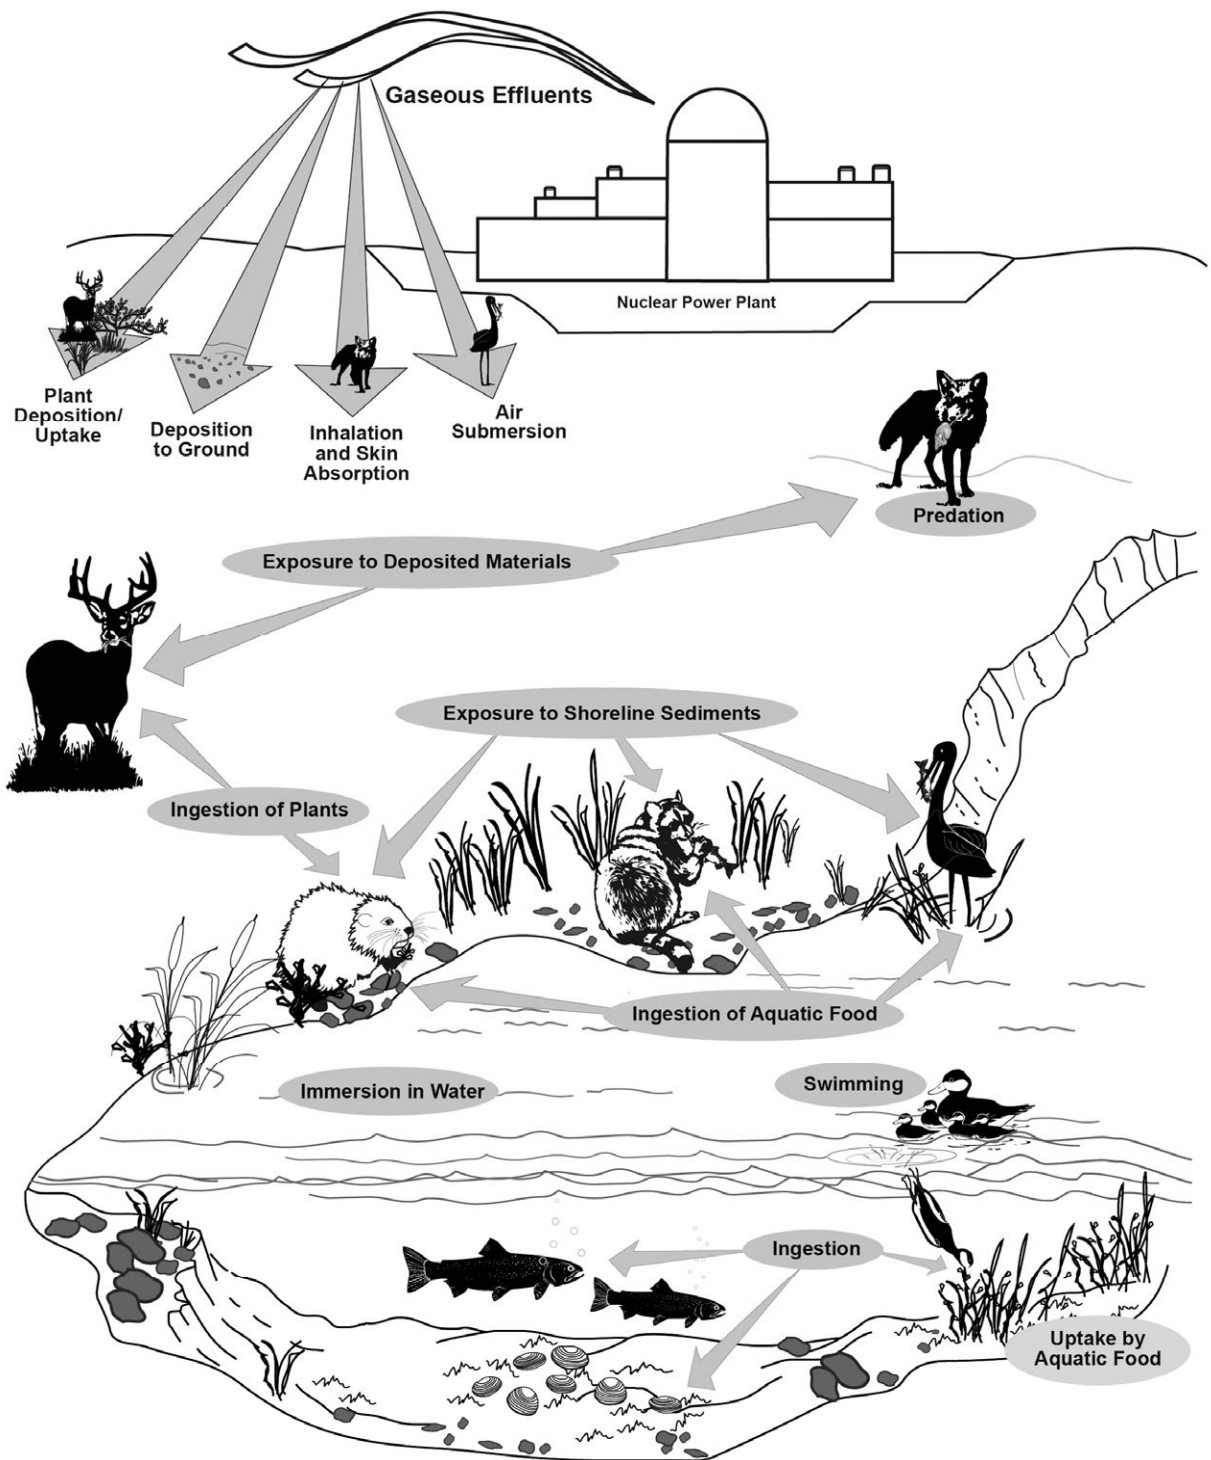 Gaseous Effluents
Nuclear Power Plant
Plant
Deposition/
Uptake
Deposition
to Ground
Inhalation
and Skin
Absorption
Air
Submersion
Predation
Exposure to Deposited Materials
Exposure to Shoreline Sediments
Ingestion of Plants
Ingestion of Aquatic Food
Immersion in Water
Swimming
Ingestion
Uptake by
Aquatic Food